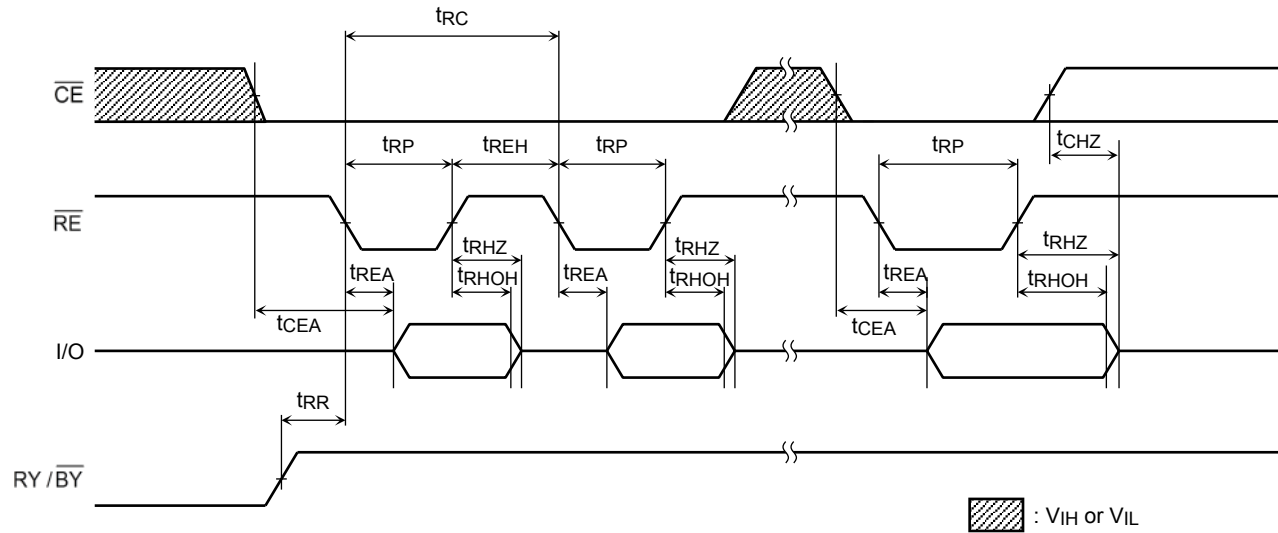 tRC
CE
tRP tREH tRP tRP tCHZ
RE
tRHZ tRHZ tRHZ
tREA tRHOH tREA tRHOH tREA tRHOH
tCEA tCEA
I/O
tRR
RY / BY
: VIH or VIL